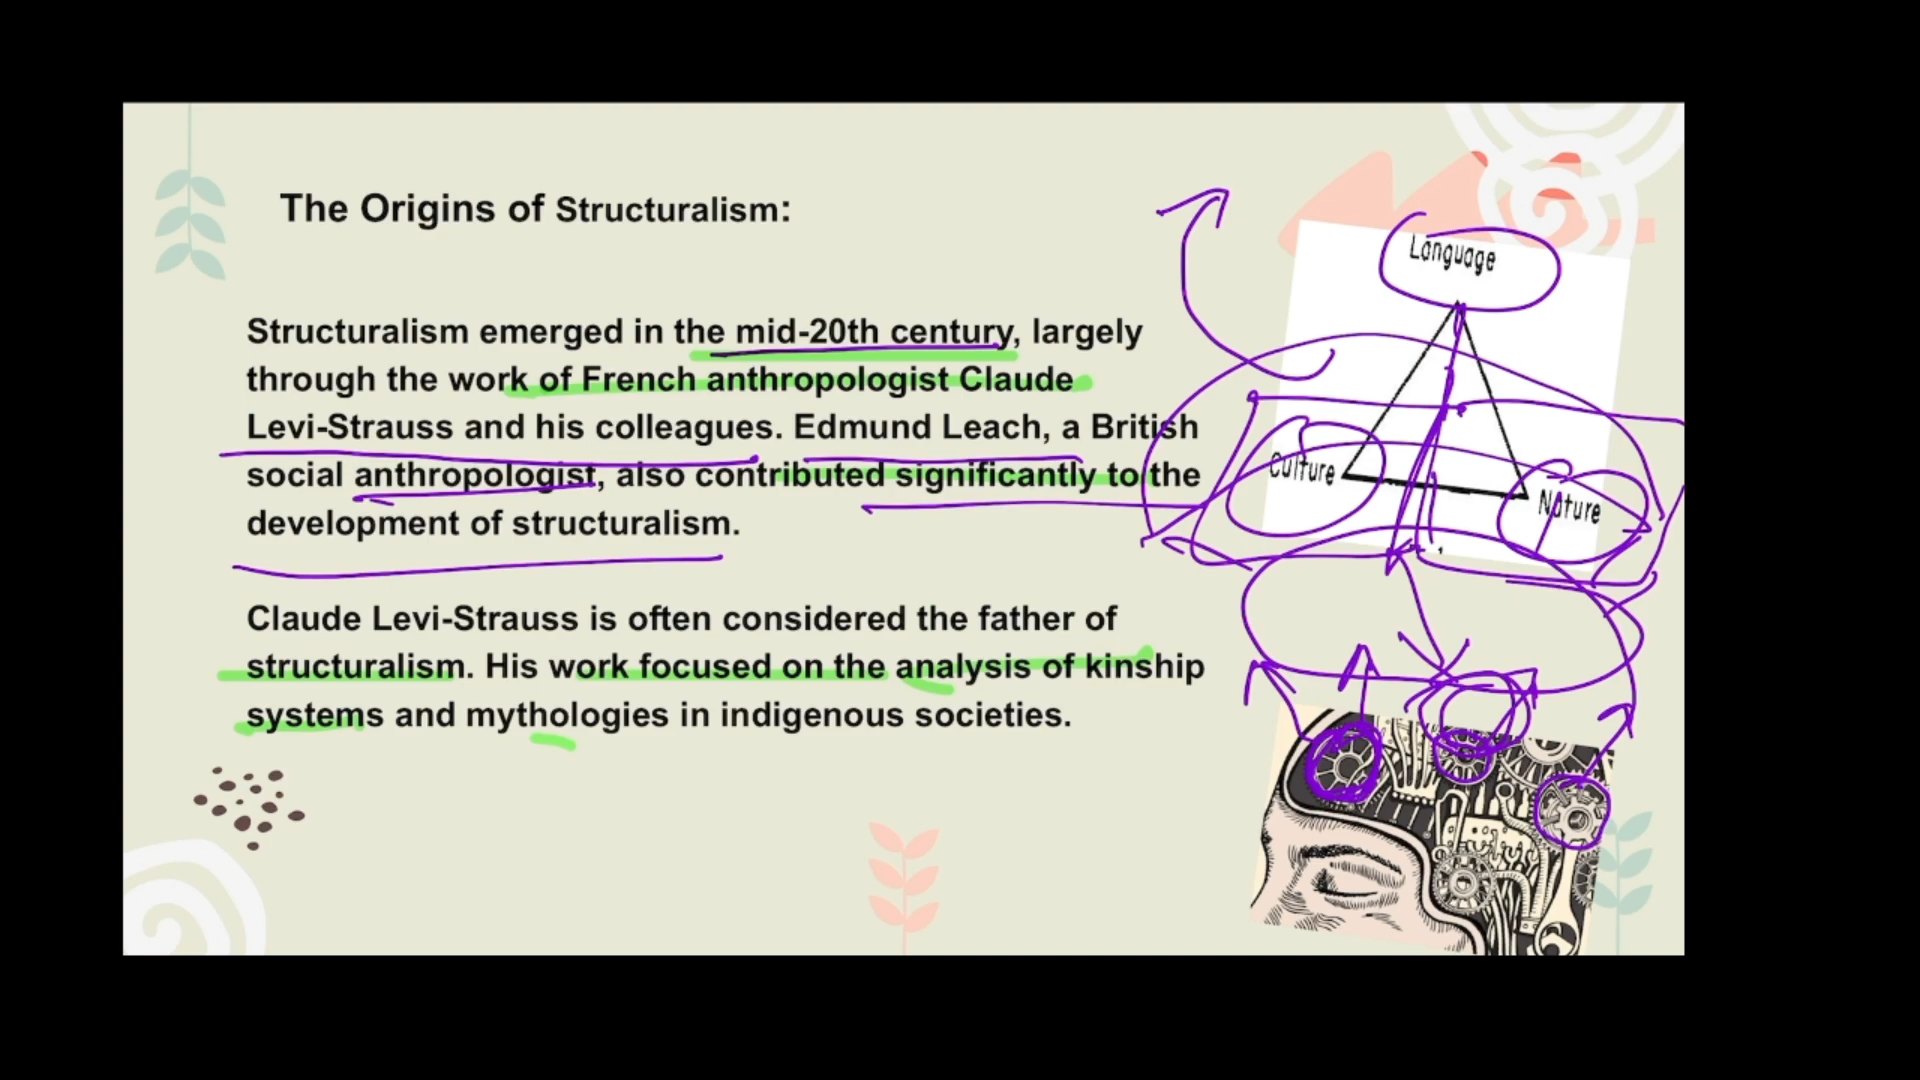 The Origins of Structuralism:
Structuralism emerged in the mid-20th century, largely
through the work of French anthropologist Claude
Levi-Strauss and his colleagues. Edmund Leach, a British
social anthropologist, also contributed significantly to the
development of structuralism.
Claude Levi-Strauss is often considered the father of
structuralism. His work focused on the analysis of kinship
systems and mythologies in indigenous societies.
Language
Culture
Nature